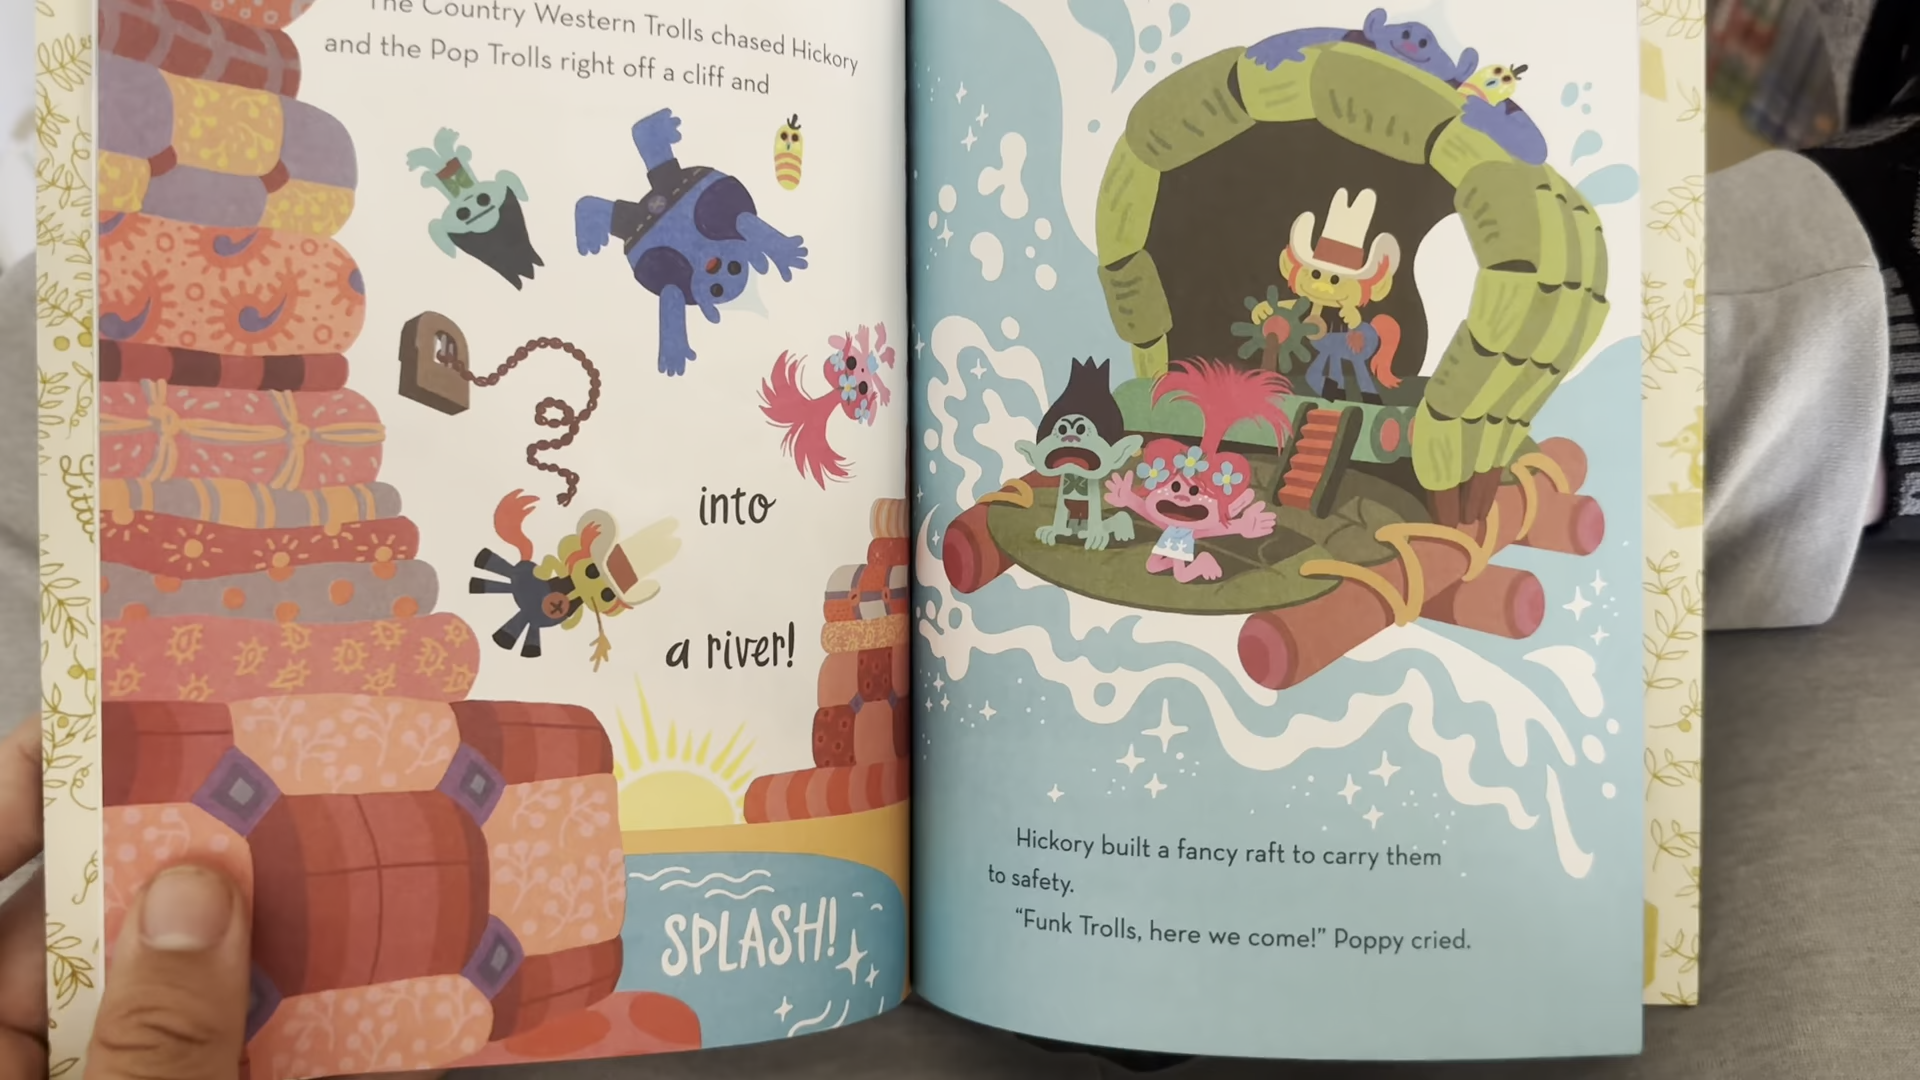 The Country Western Trolls chased Hickory
and the Pop Trolls right off a cliff and
into
a river!
SPLASH!
Hickory built a fancy raft to carry them
to safety.
“Funk Trolls, here we come!” Poppy cried.
Little